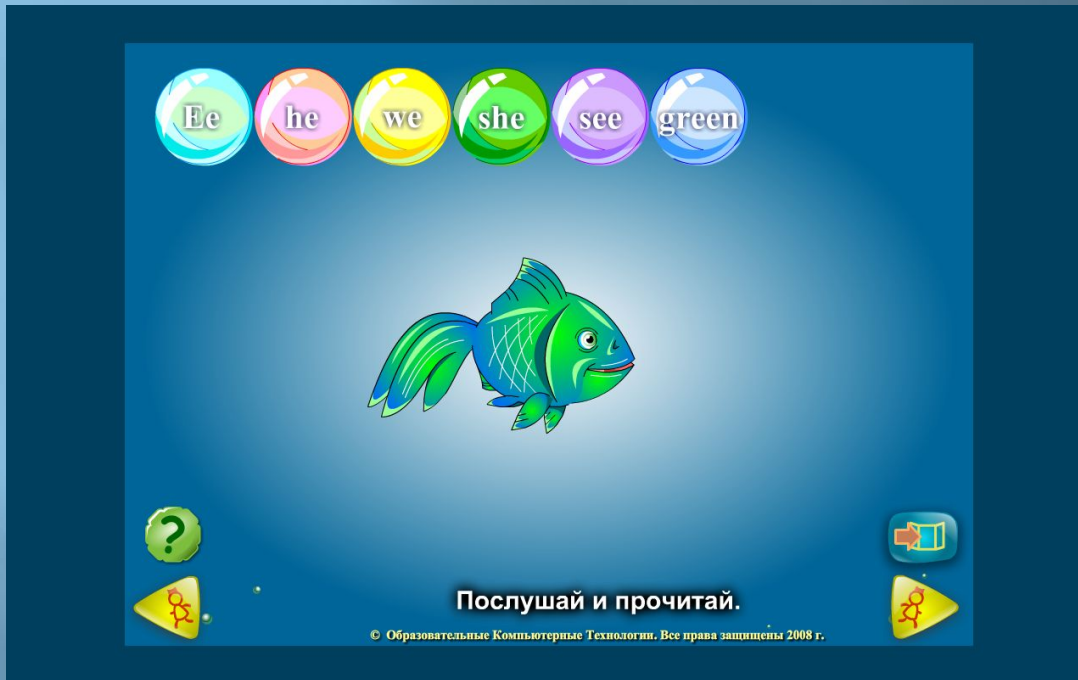 Ee he we she see green
?
Послушай и прочитай.
© Образовательные Компьютерные Технологии. Все права защищены 2008 г.